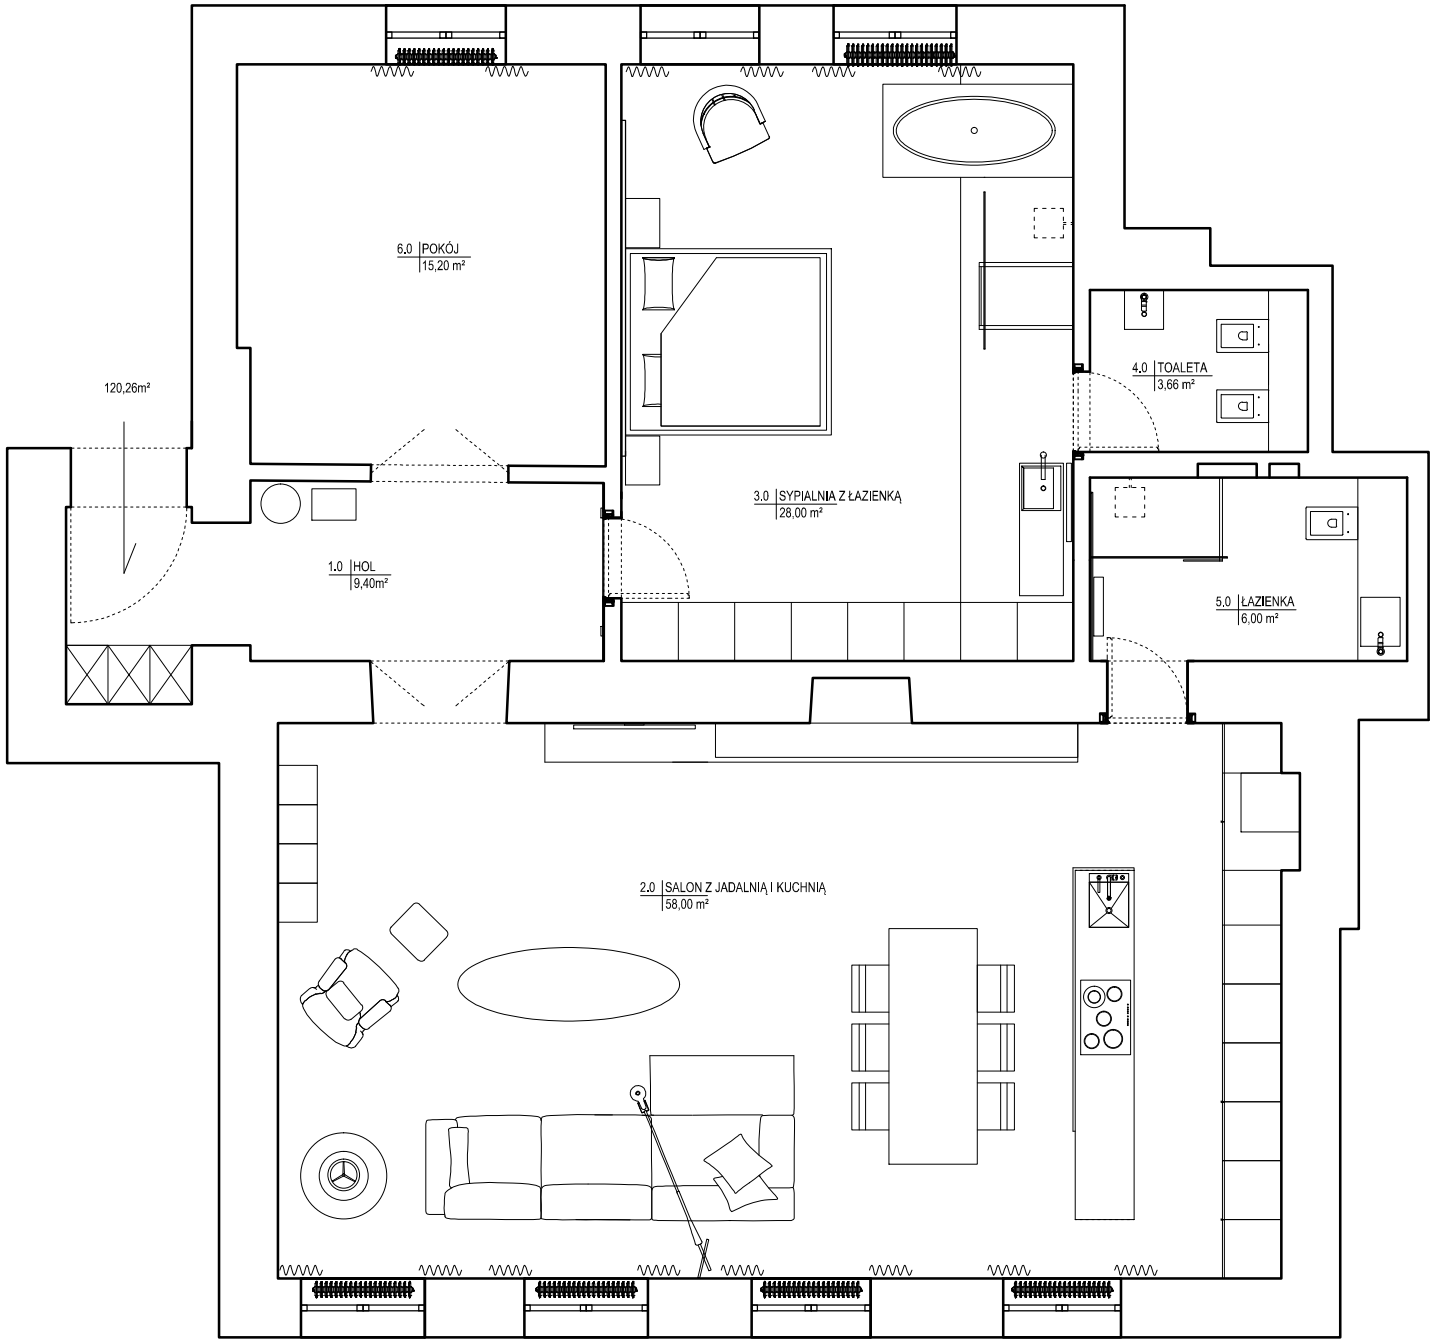 6.0 POKÓJ
15,20 m²
120,26m²
4.0 TOALETA
3,66 m²
3.0 SYPIALNIA Z ŁAZIENKĄ
28,00 m²
1.0 HOL
9,40m²
5.0 ŁAZIENKA
6,00 m²
2.0 SALON Z JADALNIĄ I KUCHNIĄ
58,00 m²